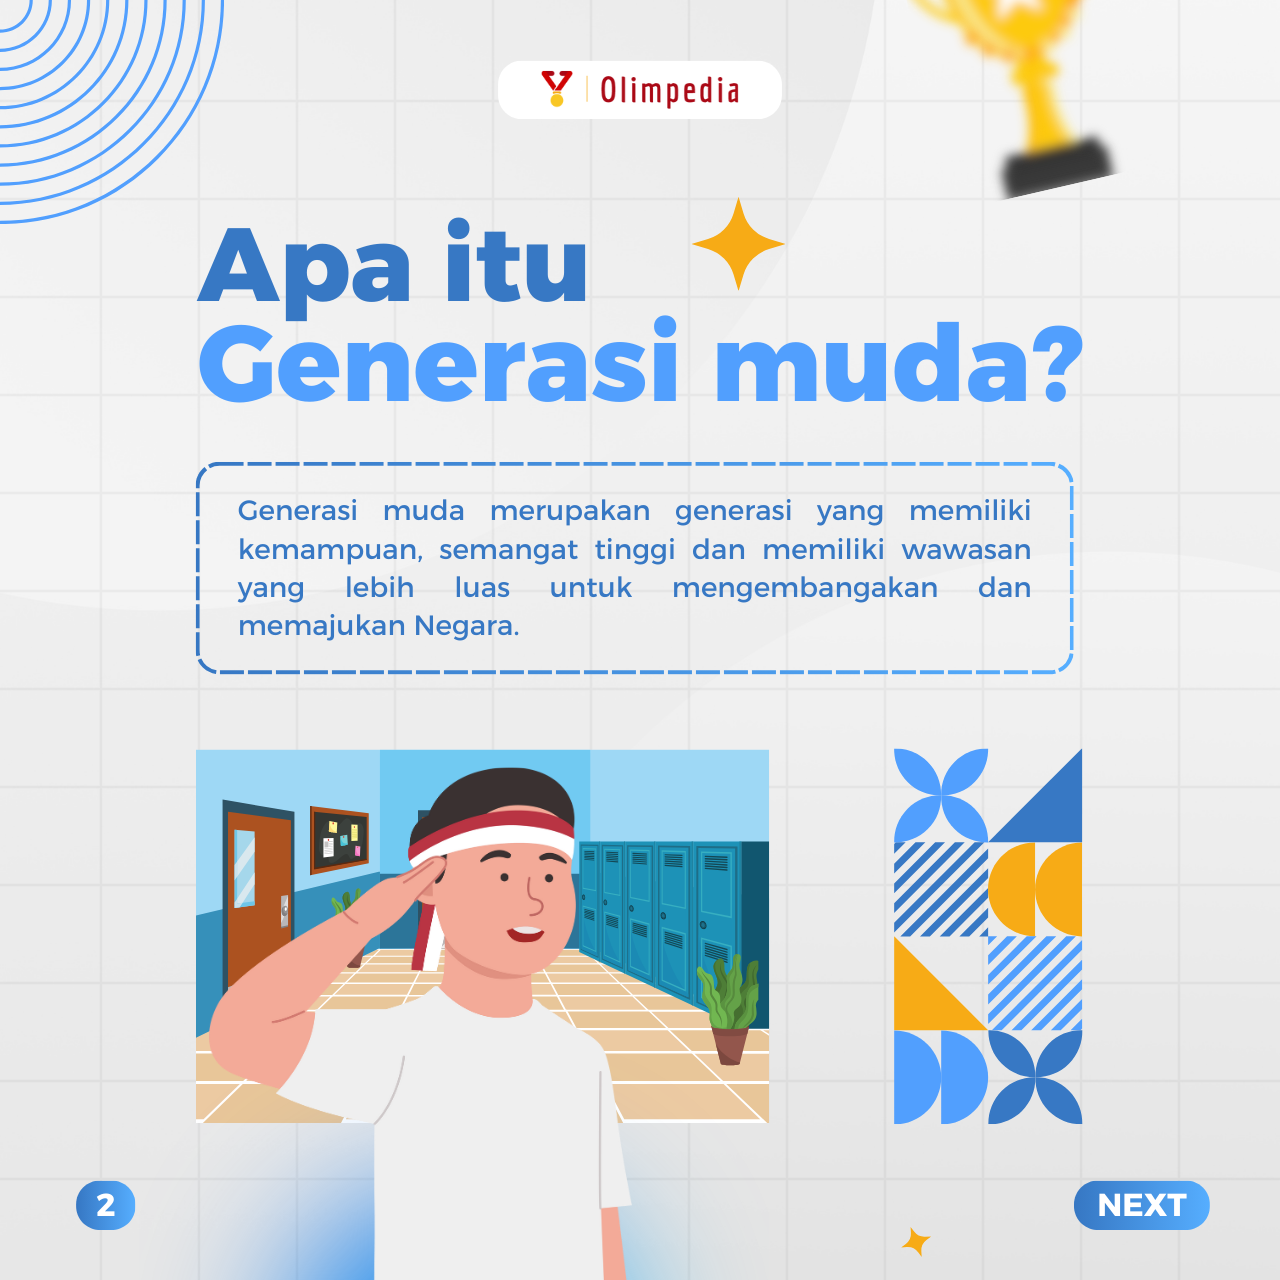 Olimpedia
Apa itu
Generasi muda?
Generasi muda merupakan generasi yang memiliki
kemampuan, semangat tinggi dan memiliki wawasan
yang lebih luas untuk mengembangakan dan
memajukan Negara.
2
NEXT